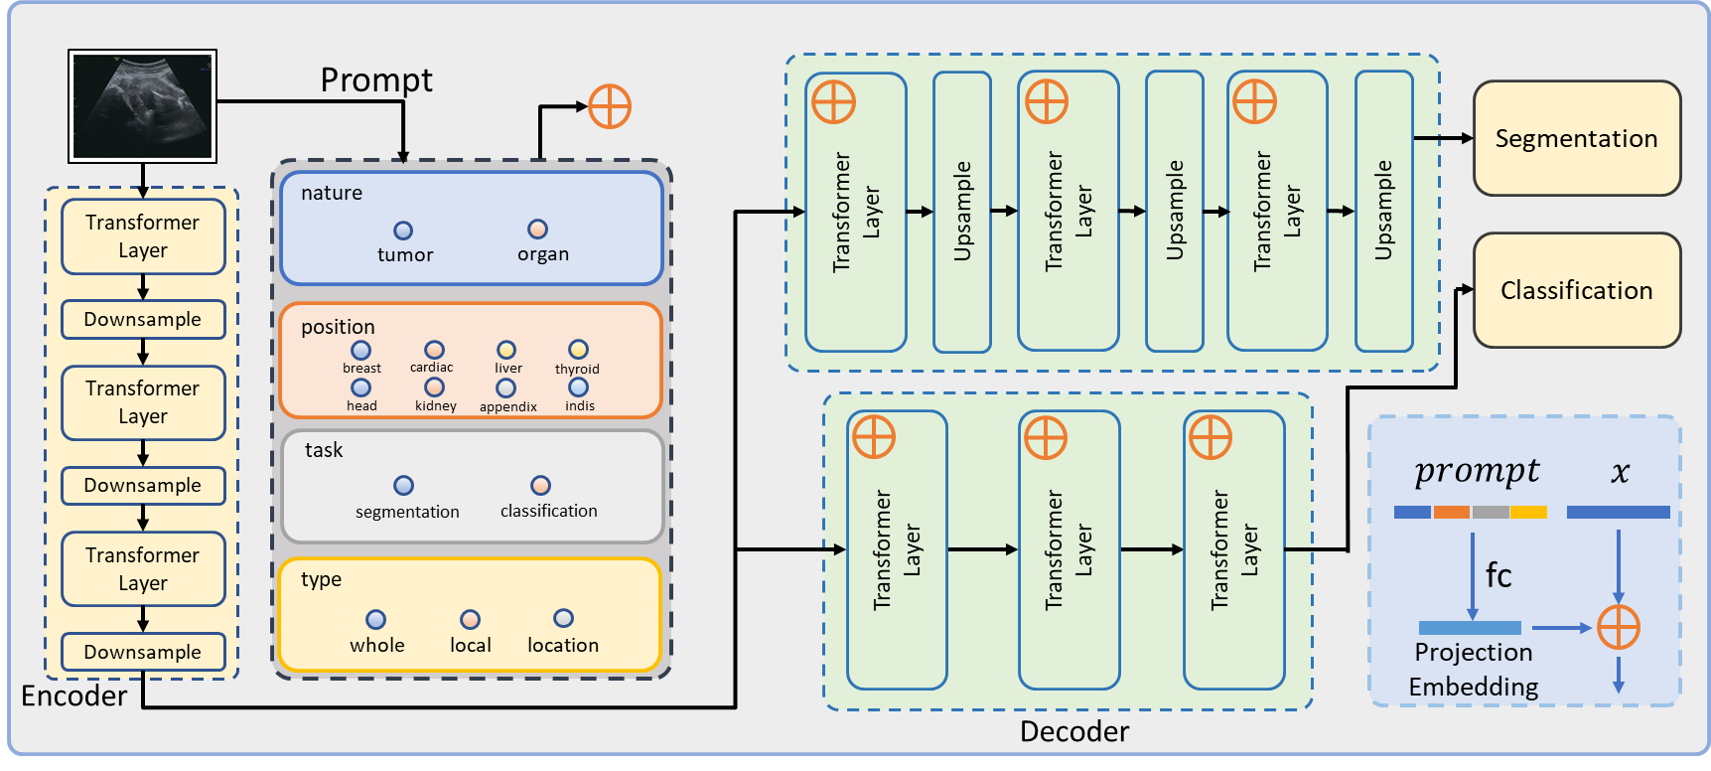 Prompt
Transformer
Layer
Downsample
Transformer
Layer
Downsample
Transformer
Layer
Downsample
Encoder
nature
tumor organ
position
breast cardiac liver thyroid
head kidney appendix indis
task
segmentation classification
type
whole local location
Transformer
Layer
Upsample
Transformer
Layer
Upsample
Transformer
Layer
Upsample
Segmentation
Classification
Transformer
Layer
Transformer
Layer
Transformer
Layer
Decoder
prompt x
fc
Projection
Embedding